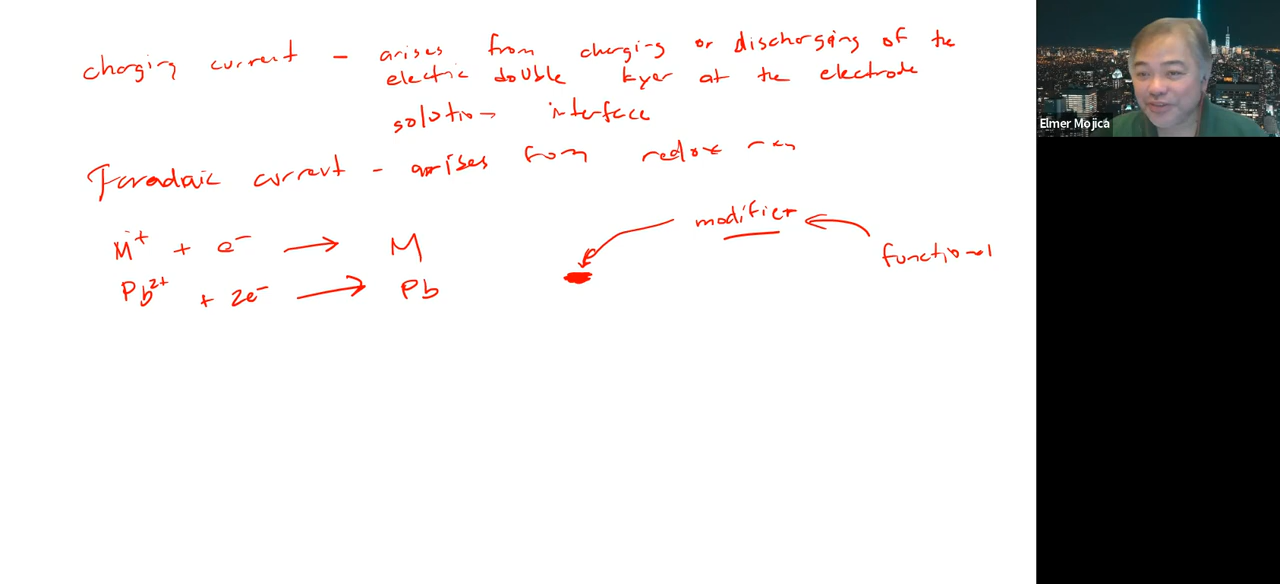 charging current - arises from charging or discharging of the
electric double layer at the electrode
solution interface
Faradaic current - arises from redox rxn
modifier
functional
M⁺ + e⁻ → M
Pb²⁺ + 2e⁻ → Pb
Elmer Mojica